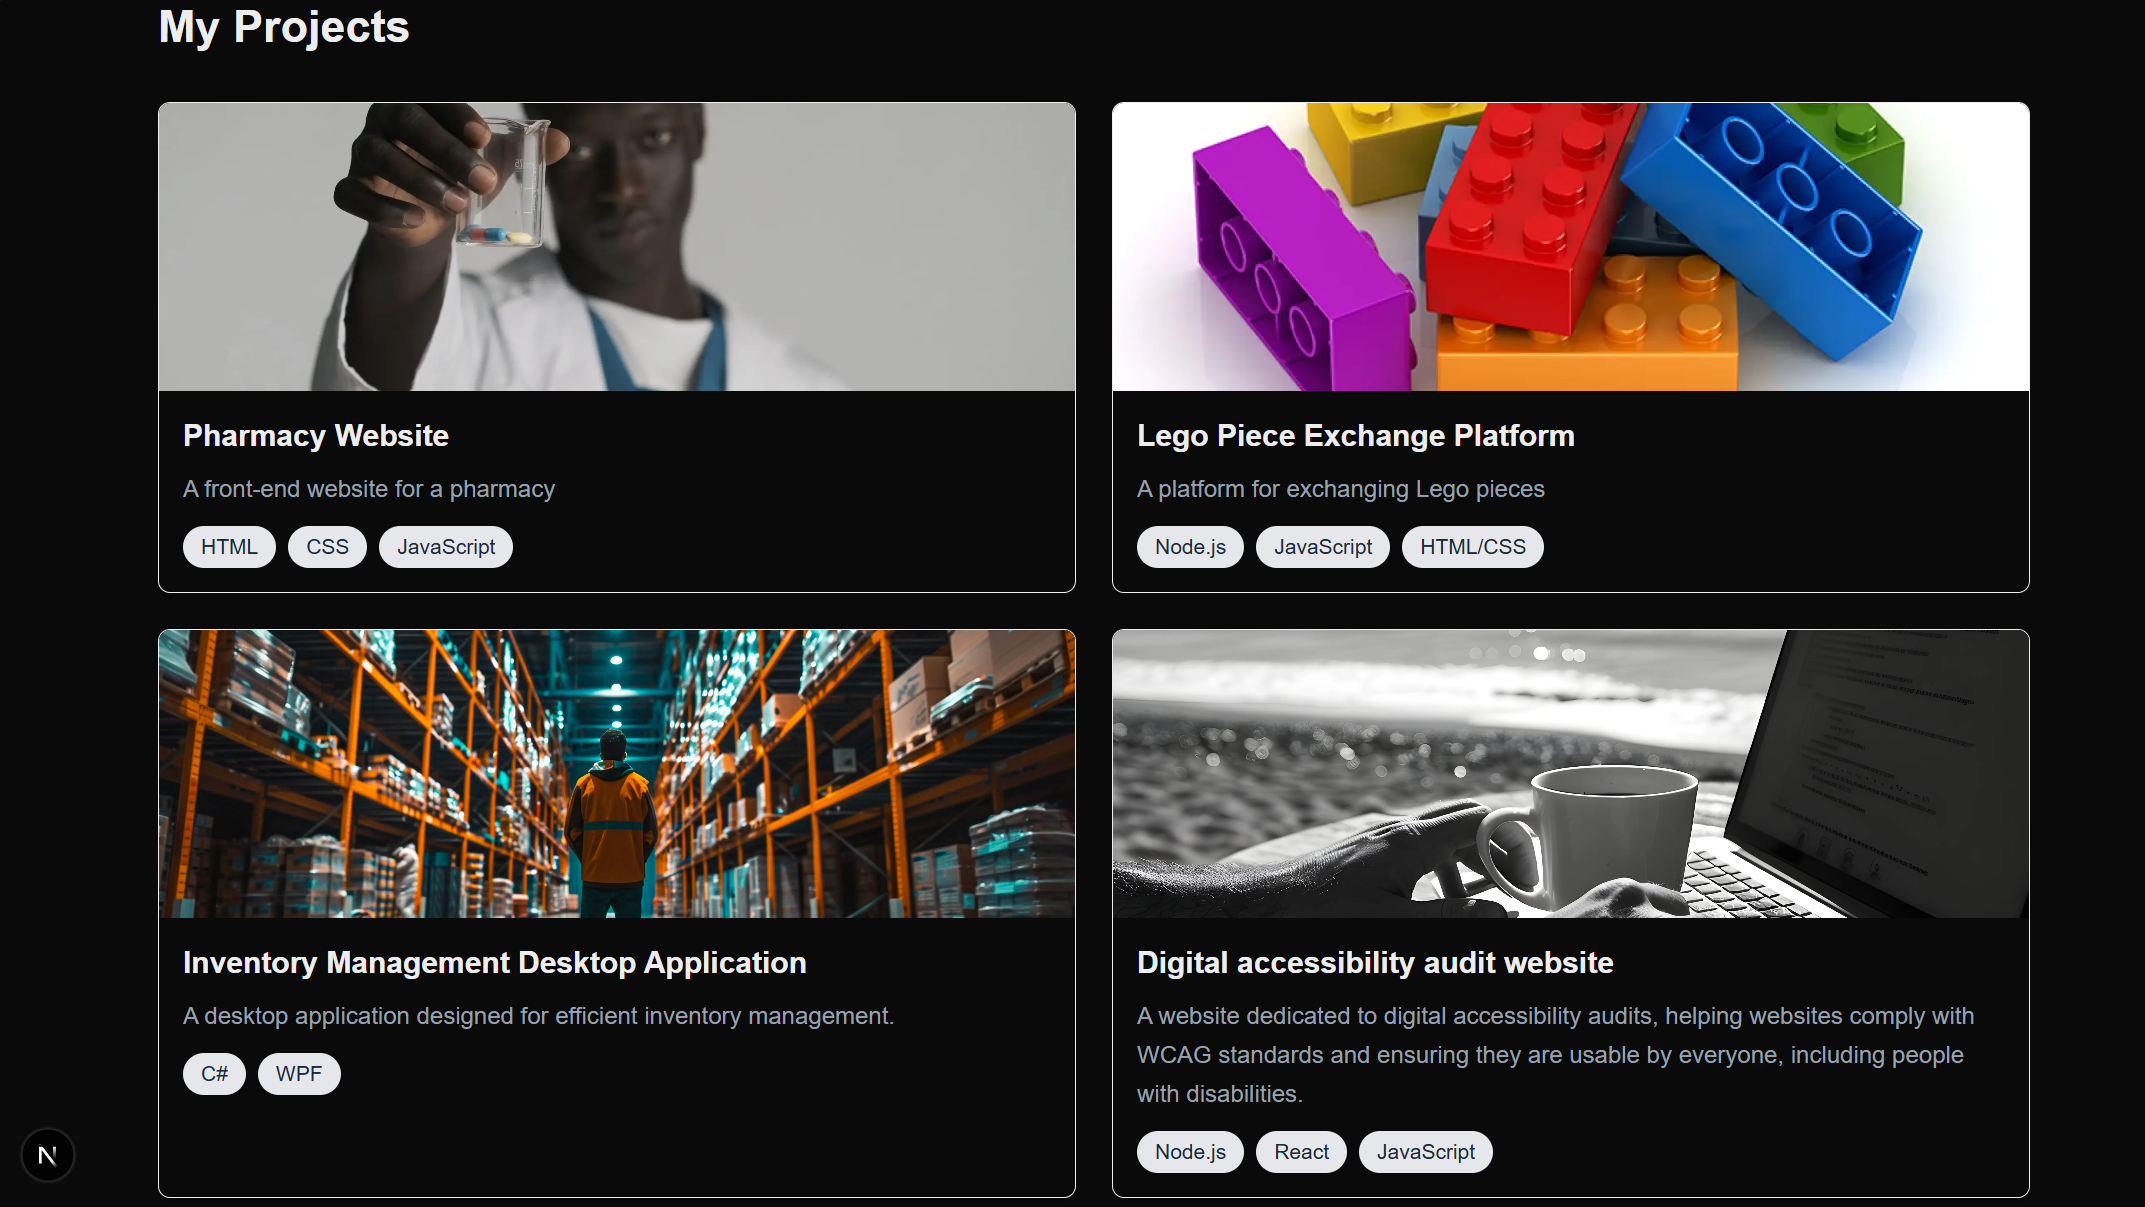 My Projects
Pharmacy Website
A front-end website for a pharmacy
HTML CSS JavaScript
Lego Piece Exchange Platform
A platform for exchanging Lego pieces
Node.js JavaScript HTML/CSS
Inventory Management Desktop Application
A desktop application designed for efficient inventory management.
C# WPF
Digital accessibility audit website
A website dedicated to digital accessibility audits, helping websites comply with
WCAG standards and ensuring they are usable by everyone, including people
with disabilities.
Node.js React JavaScript
N